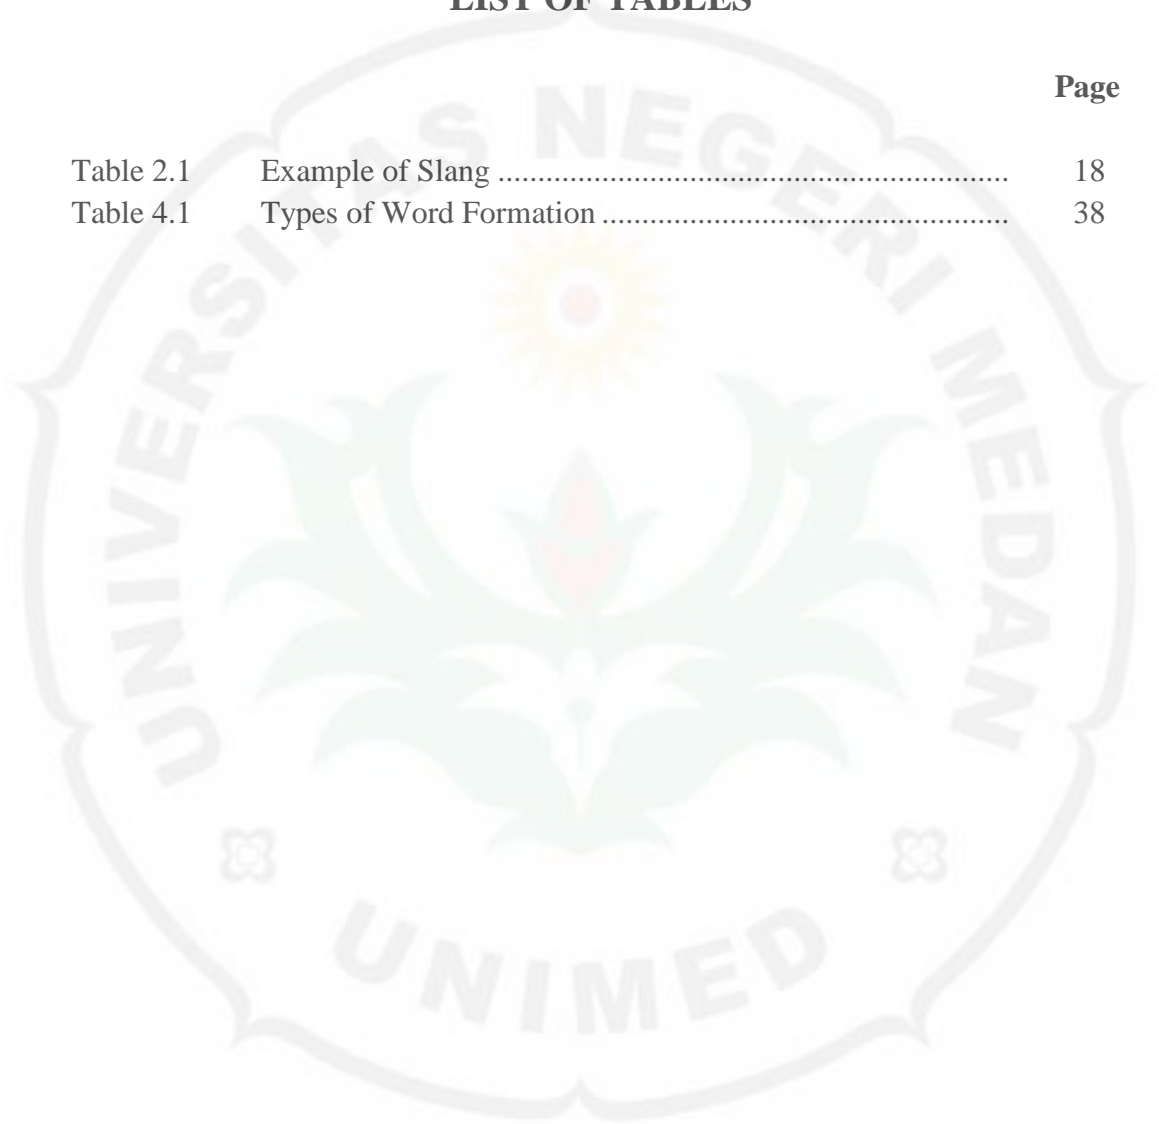 LIST OF TABLES
Page
Table 2.1 Example of Slang ................................................................ 18
Table 4.1 Types of Word Formation ................................................... 38
UNIVERSITAS NEGERI MEDAN
UNIMED